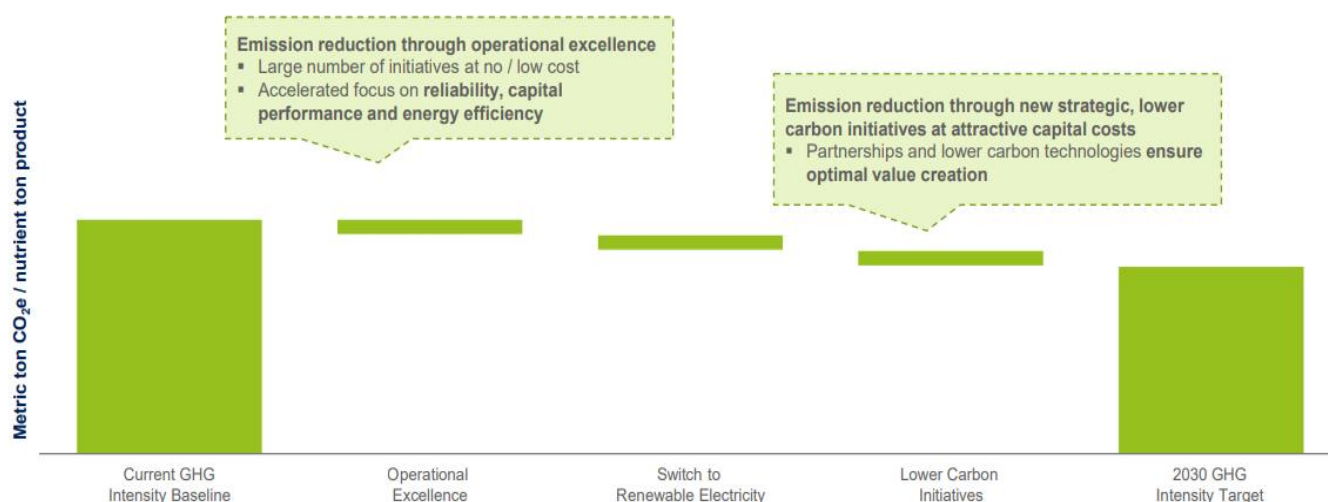 Emission reduction through operational excellence
▪ Large number of initiatives at no / low cost
▪ Accelerated focus on reliability, capital
performance and energy efficiency
Emission reduction through new strategic, lower
carbon initiatives at attractive capital costs
▪ Partnerships and lower carbon technologies ensure
optimal value creation
Metric ton CO₂e / nutrient ton product
Current GHG
Intensity Baseline
Operational
Excellence
Switch to
Renewable Electricity
Lower Carbon
Initiatives
2030 GHG
Intensity Target